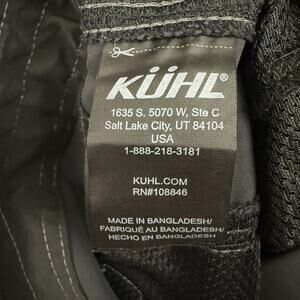 KÜHL®
1635 S. 5070 W, Ste C
Salt Lake City, UT 84104
USA
1-888-218-3181
KUHL.COM
RN#108846
MADE IN BANGLADESH/
FABRIQUÉ AU BANGLADESH/
HECHO EN BANGLADESH